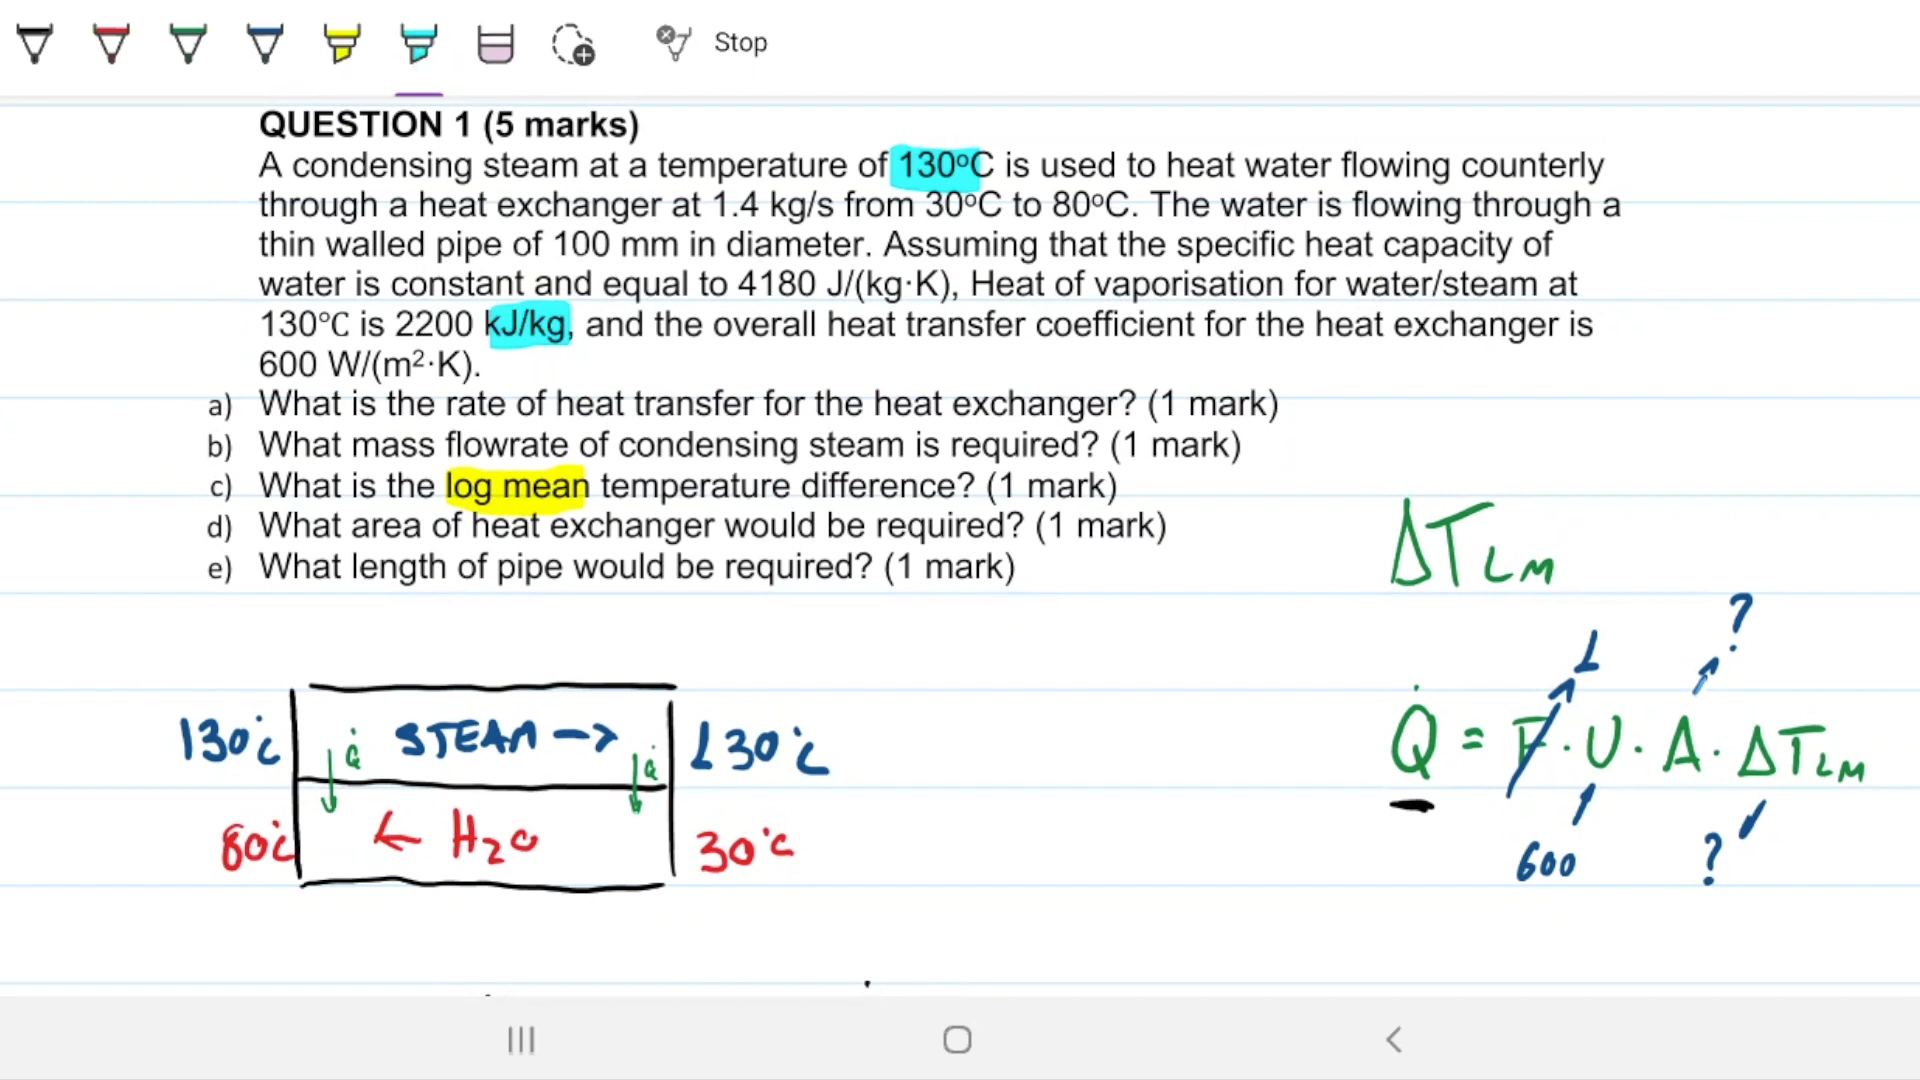 Stop
QUESTION 1 (5 marks)
A condensing steam at a temperature of 130ºC is used to heat water flowing counterly
through a heat exchanger at 1.4 kg/s from 30ºC to 80ºC. The water is flowing through a
thin walled pipe of 100 mm in diameter. Assuming that the specific heat capacity of
water is constant and equal to 4180 J/(kg·K), Heat of vaporisation for water/steam at
130°C is 2200 kJ/kg, and the overall heat transfer coefficient for the heat exchanger is
600 W/(m²·K).
a) What is the rate of heat transfer for the heat exchanger? (1 mark)
b) What mass flowrate of condensing steam is required? (1 mark)
c) What is the log mean temperature difference? (1 mark)
d) What area of heat exchanger would be required? (1 mark)
e) What length of pipe would be required? (1 mark)
ΔT LM
?
1
130°C Q̇ STEAM → Q̇ 130°C
Q̇ = F · U · A · ΔT LM
80°C ← H₂O 30°C
600 ?